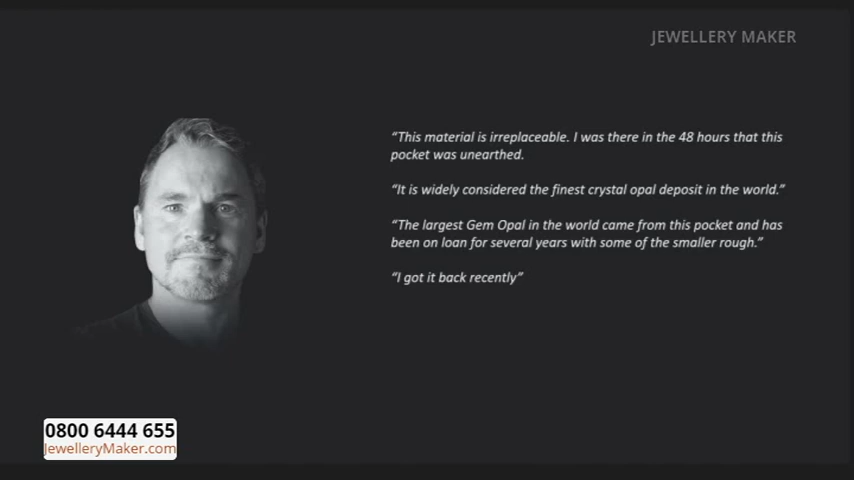 JEWELLERY MAKER
“This material is irreplaceable. I was there in the 48 hours that this
pocket was unearthed.
“It is widely considered the finest crystal opal deposit in the world.”
“The largest Gem Opal in the world came from this pocket and has
been on loan for several years with some of the smaller rough.”
“I got it back recently”
0800 6444 655
JewelleryMaker.com